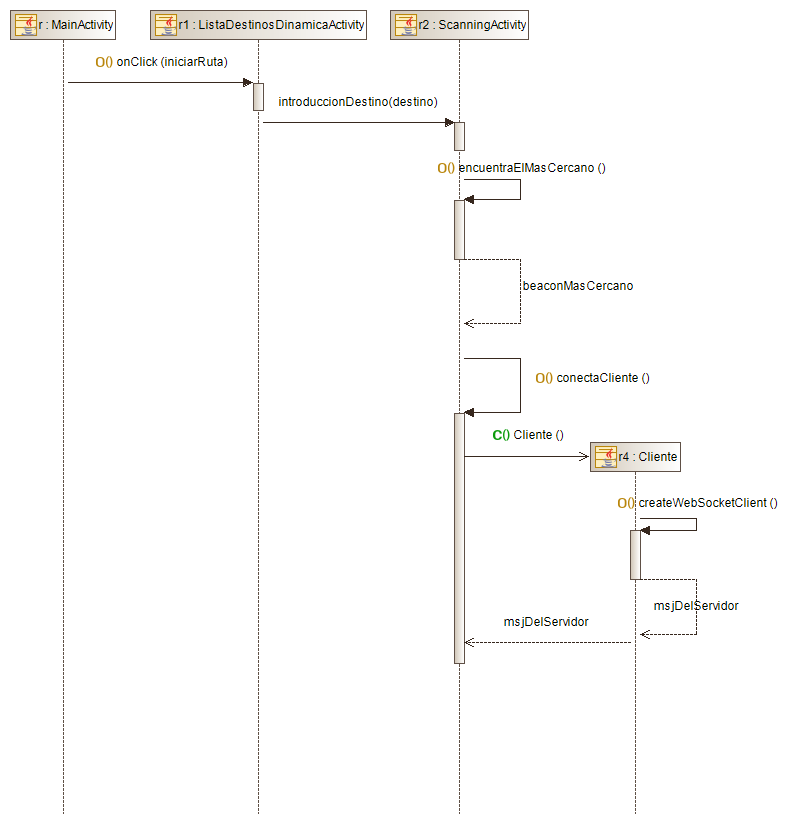 r : MainActivity
r1 : ListaDestinosDinamicaActivity
r2 : ScanningActivity
O() onClick (iniciarRuta)
introduccionDestino(destino)
O() encuentraElMasCercano ()
beaconMasCercano
O() conectaCliente ()
C() Cliente ()
r4 : Cliente
O() createWebSocketClient ()
msjDelServidor
msjDelServidor